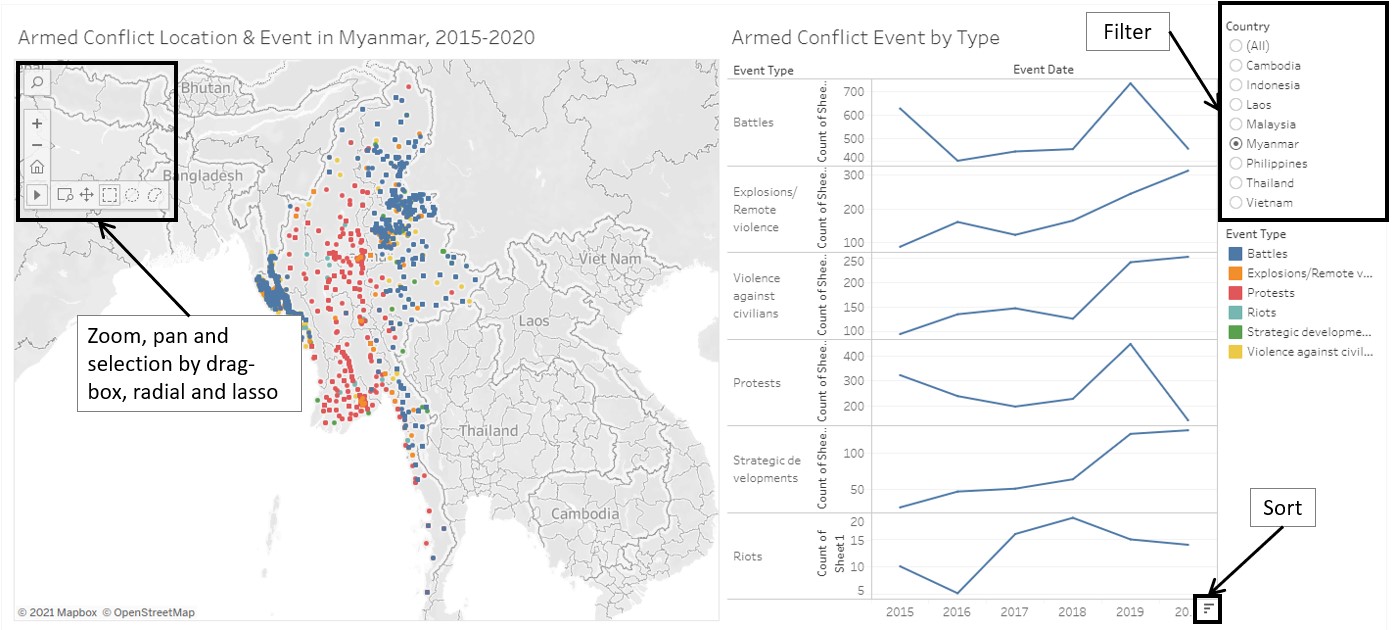 Armed Conflict Location & Event in Myanmar, 2015-2020
Bhutan
Bangladesh
Viet Nam
Laos
Thailand
Cambodia
© 2021 Mapbox © OpenStreetMap
Zoom, pan and
selection by drag-
box, radial and lasso
Armed Conflict Event by Type
Event Type
Event Date
Battles
Count of Shee..
700
600
500
400
Explosions/
Remote
violence
Count of Shee..
300
200
100
Violence
against
civilians
Count of Shee..
250
200
150
100
Protests
Count of Shee..
400
300
200
Strategic de
velopments
Count of Shee..
100
50
Riots
Count of
Sheet1
20
15
10
5
2015
2016
2017
2018
2019
20.
Filter
Country
(All)
Cambodia
Indonesia
Laos
Malaysia
Myanmar
Philippines
Thailand
Vietnam
Event Type
Battles
Explosions/Remote v...
Protests
Riots
Strategic developme...
Violence against civil...
Sort